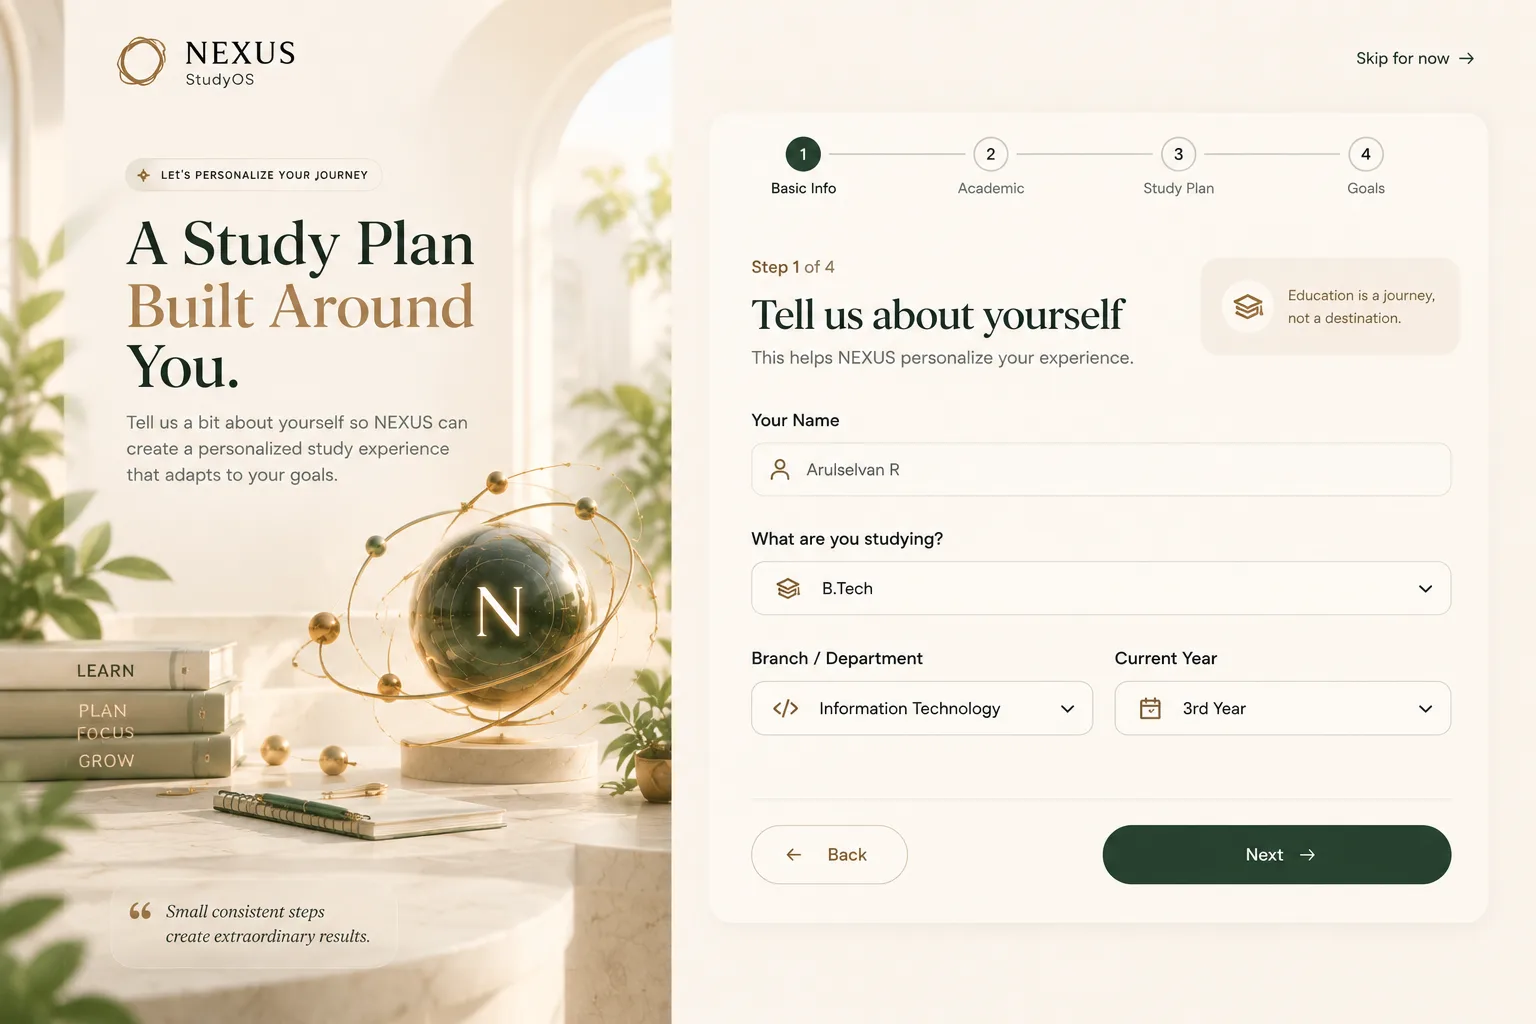 NEXUS
StudyOS
LET'S PERSONALIZE YOUR JOURNEY
A Study Plan
Built Around
You.
Tell us a bit about yourself so NEXUS can
create a personalized study experience
that adapts to your goals.
N
LEARN
PLAN
FOCUS
GROW
Small consistent steps
create extraordinary results.
Skip for now
1
2
3
4
Basic Info
Academic
Study Plan
Goals
Step 1 of 4
Tell us about yourself
This helps NEXUS personalize your experience.
Education is a journey,
not a destination.
Your Name
Arulselvan R
What are you studying?
B.Tech
Branch / Department
Current Year
Information Technology
3rd Year
Back
Next